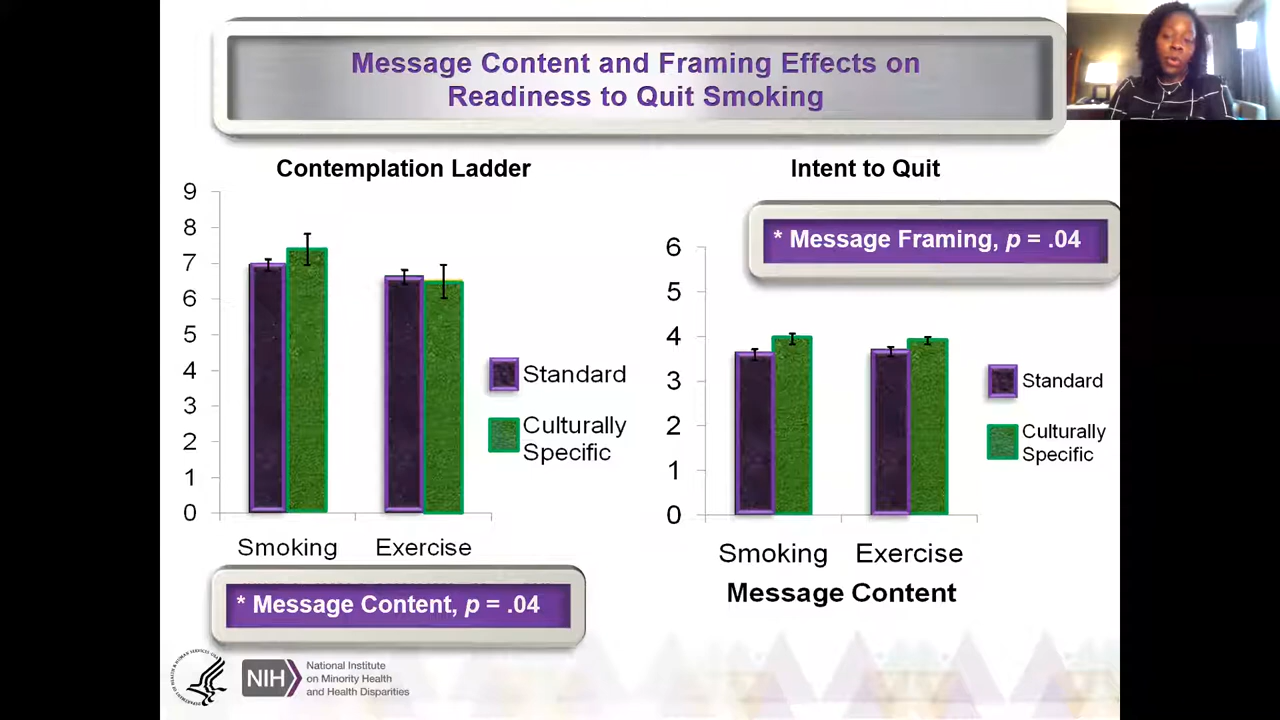 Message Content and Framing Effects on
Readiness to Quit Smoking
Contemplation Ladder
9
8
7
6
5
4
3
2
1
0
Smoking Exercise
Standard
Culturally
Specific
* Message Content, p = .04
Intent to Quit
* Message Framing, p = .04
6
5
4
3
2
1
0
Smoking Exercise
Message Content
Standard
Culturally
Specific
NIH
National Institute
on Minority Health
and Health Disparities